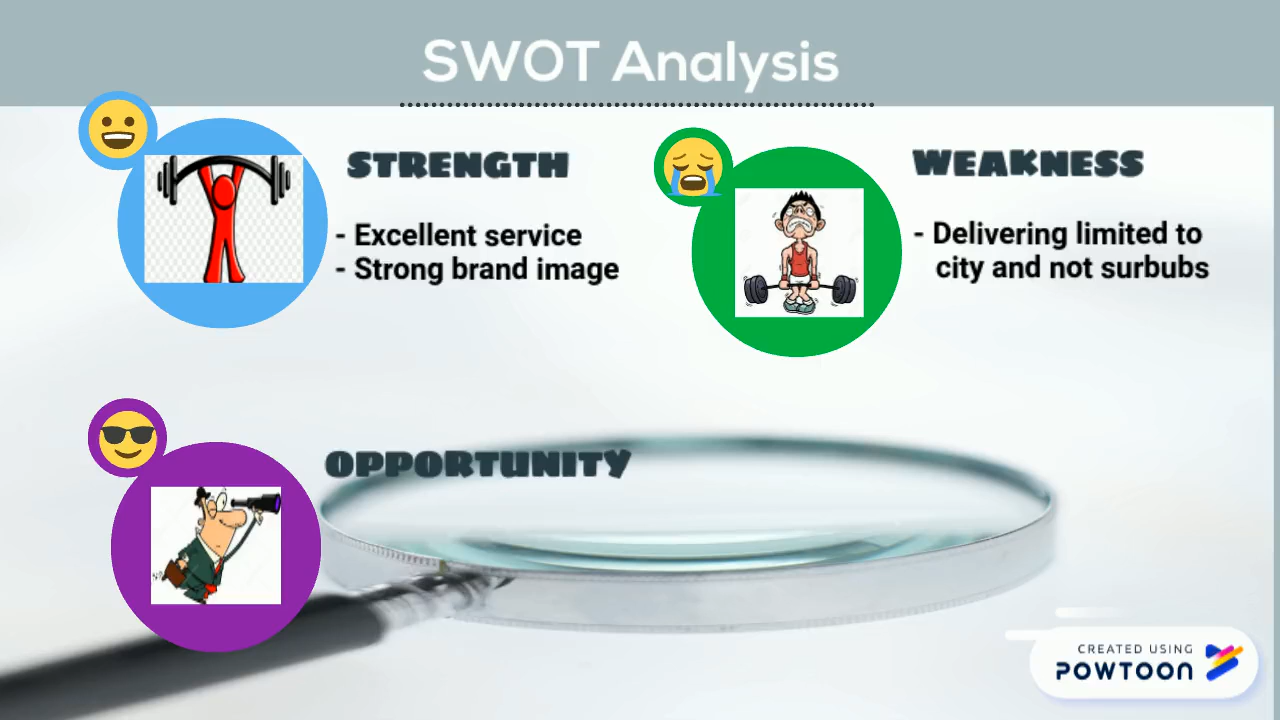 SWOT Analysis
STRENGTH
- Excellent service
- Strong brand image
WEAKNESS
- Delivering limited to
city and not surbubs
OPPORTUNITY
CREATED USING
POWTOON